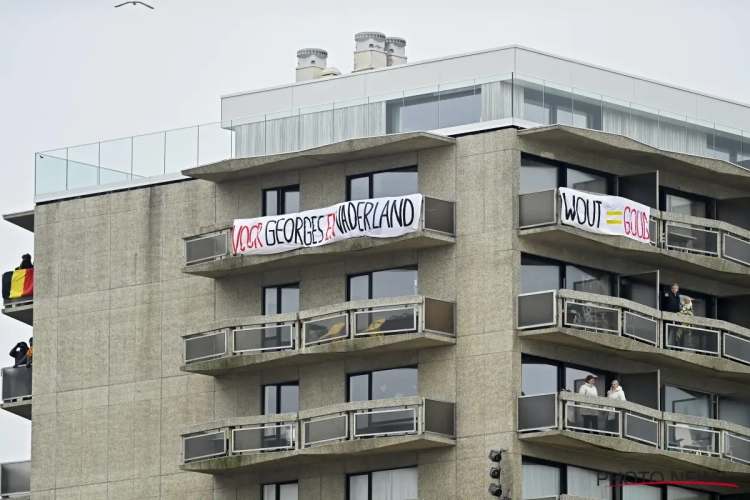 VOOR GEORGES EN VADERLAND
WOUT = GOUD
PHOTO NEWS